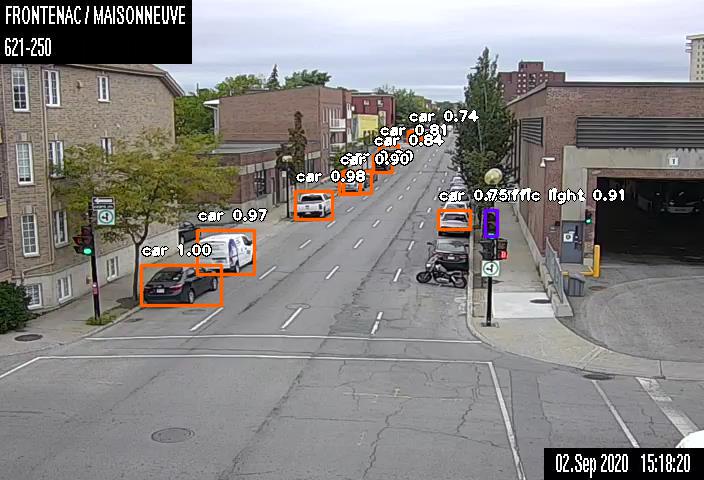 FRONTENAC / MAISONNEUVE
621-250
car 0.74
car 0.81
car 0.84
car 0.90
car 0.98
car 0.75
traffic light 0.91
car 0.97
car 1.00
1
02.Sep 2020 15:18:20